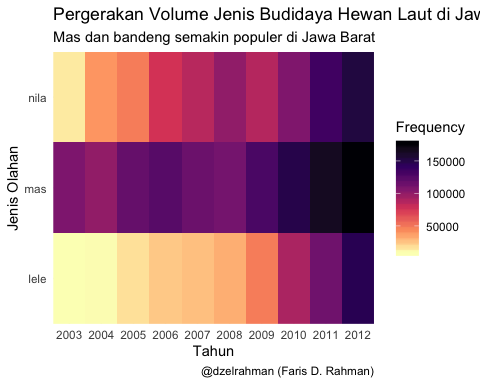 Pergerakan Volume Jenis Budidaya Hewan Laut di Jaw
Mas dan bandeng semakin populer di Jawa Barat
Jenis Olahan
nila
mas
lele
2003 2004 2005 2006 2007 2008 2009 2010 2011 2012
Tahun
Frequency
150000
100000
50000
@dzelrahman (Faris D. Rahman)